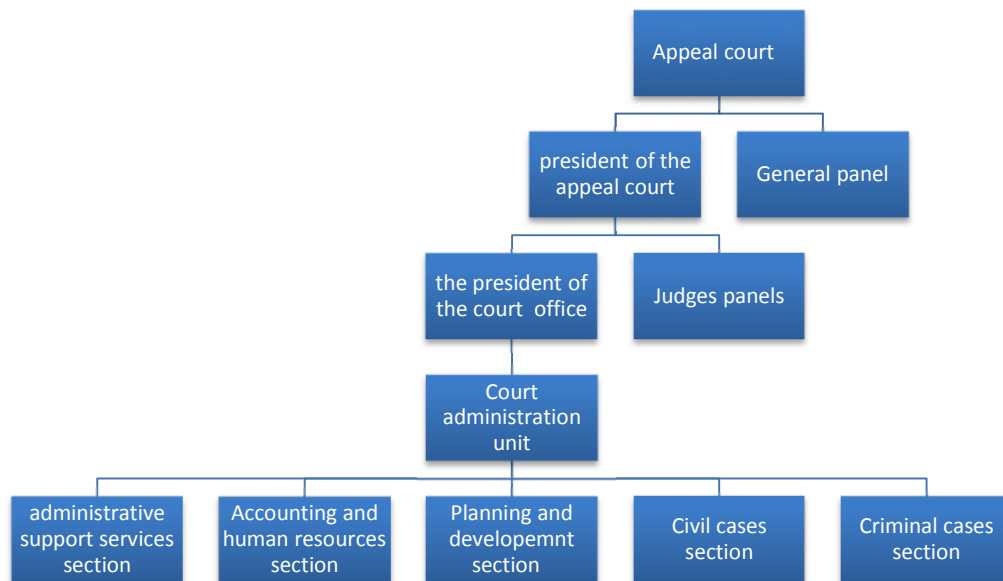 Appeal court
president of the
appeal court
General panel
the president of
the court office
Judges panels
Court
administration
unit
administrative
support services
section
Accounting and
human resources
section
Planning and
developemnt
section
Civil cases
section
Criminal cases
section